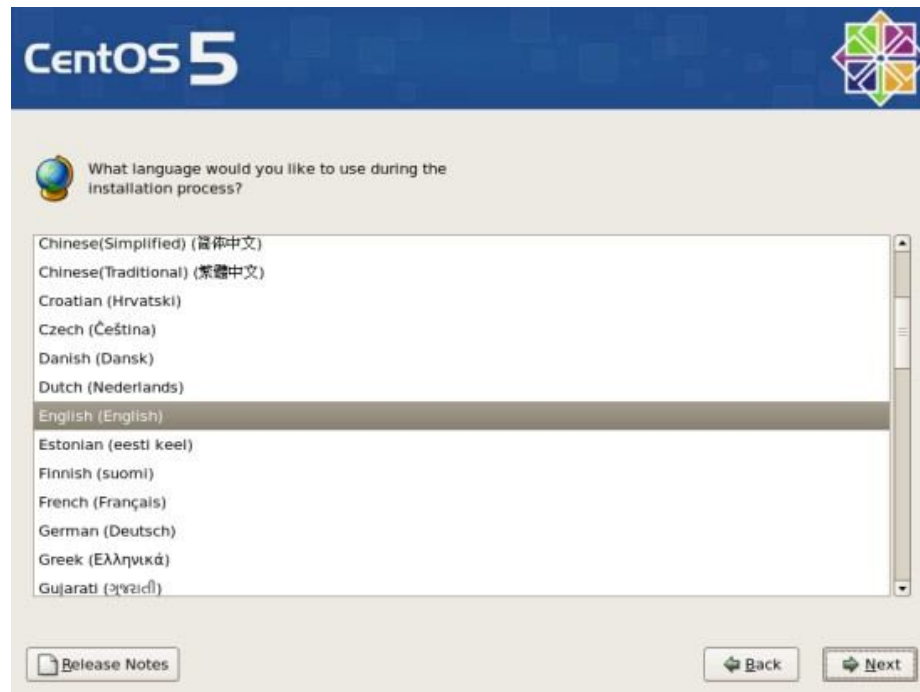 CentOS 5
What language would you like to use during the
installation process?
Chinese(Simplified) (简体中文)
Chinese(Traditional) (繁體中文)
Croatian (Hrvatski)
Czech (Čeština)
Danish (Dansk)
Dutch (Nederlands)
English (English)
Estonian (eesti keel)
Finnish (suomi)
French (Français)
German (Deutsch)
Greek (Ελληνικά)
Gujarati (ગુજરાતી)
Release Notes
Back
Next